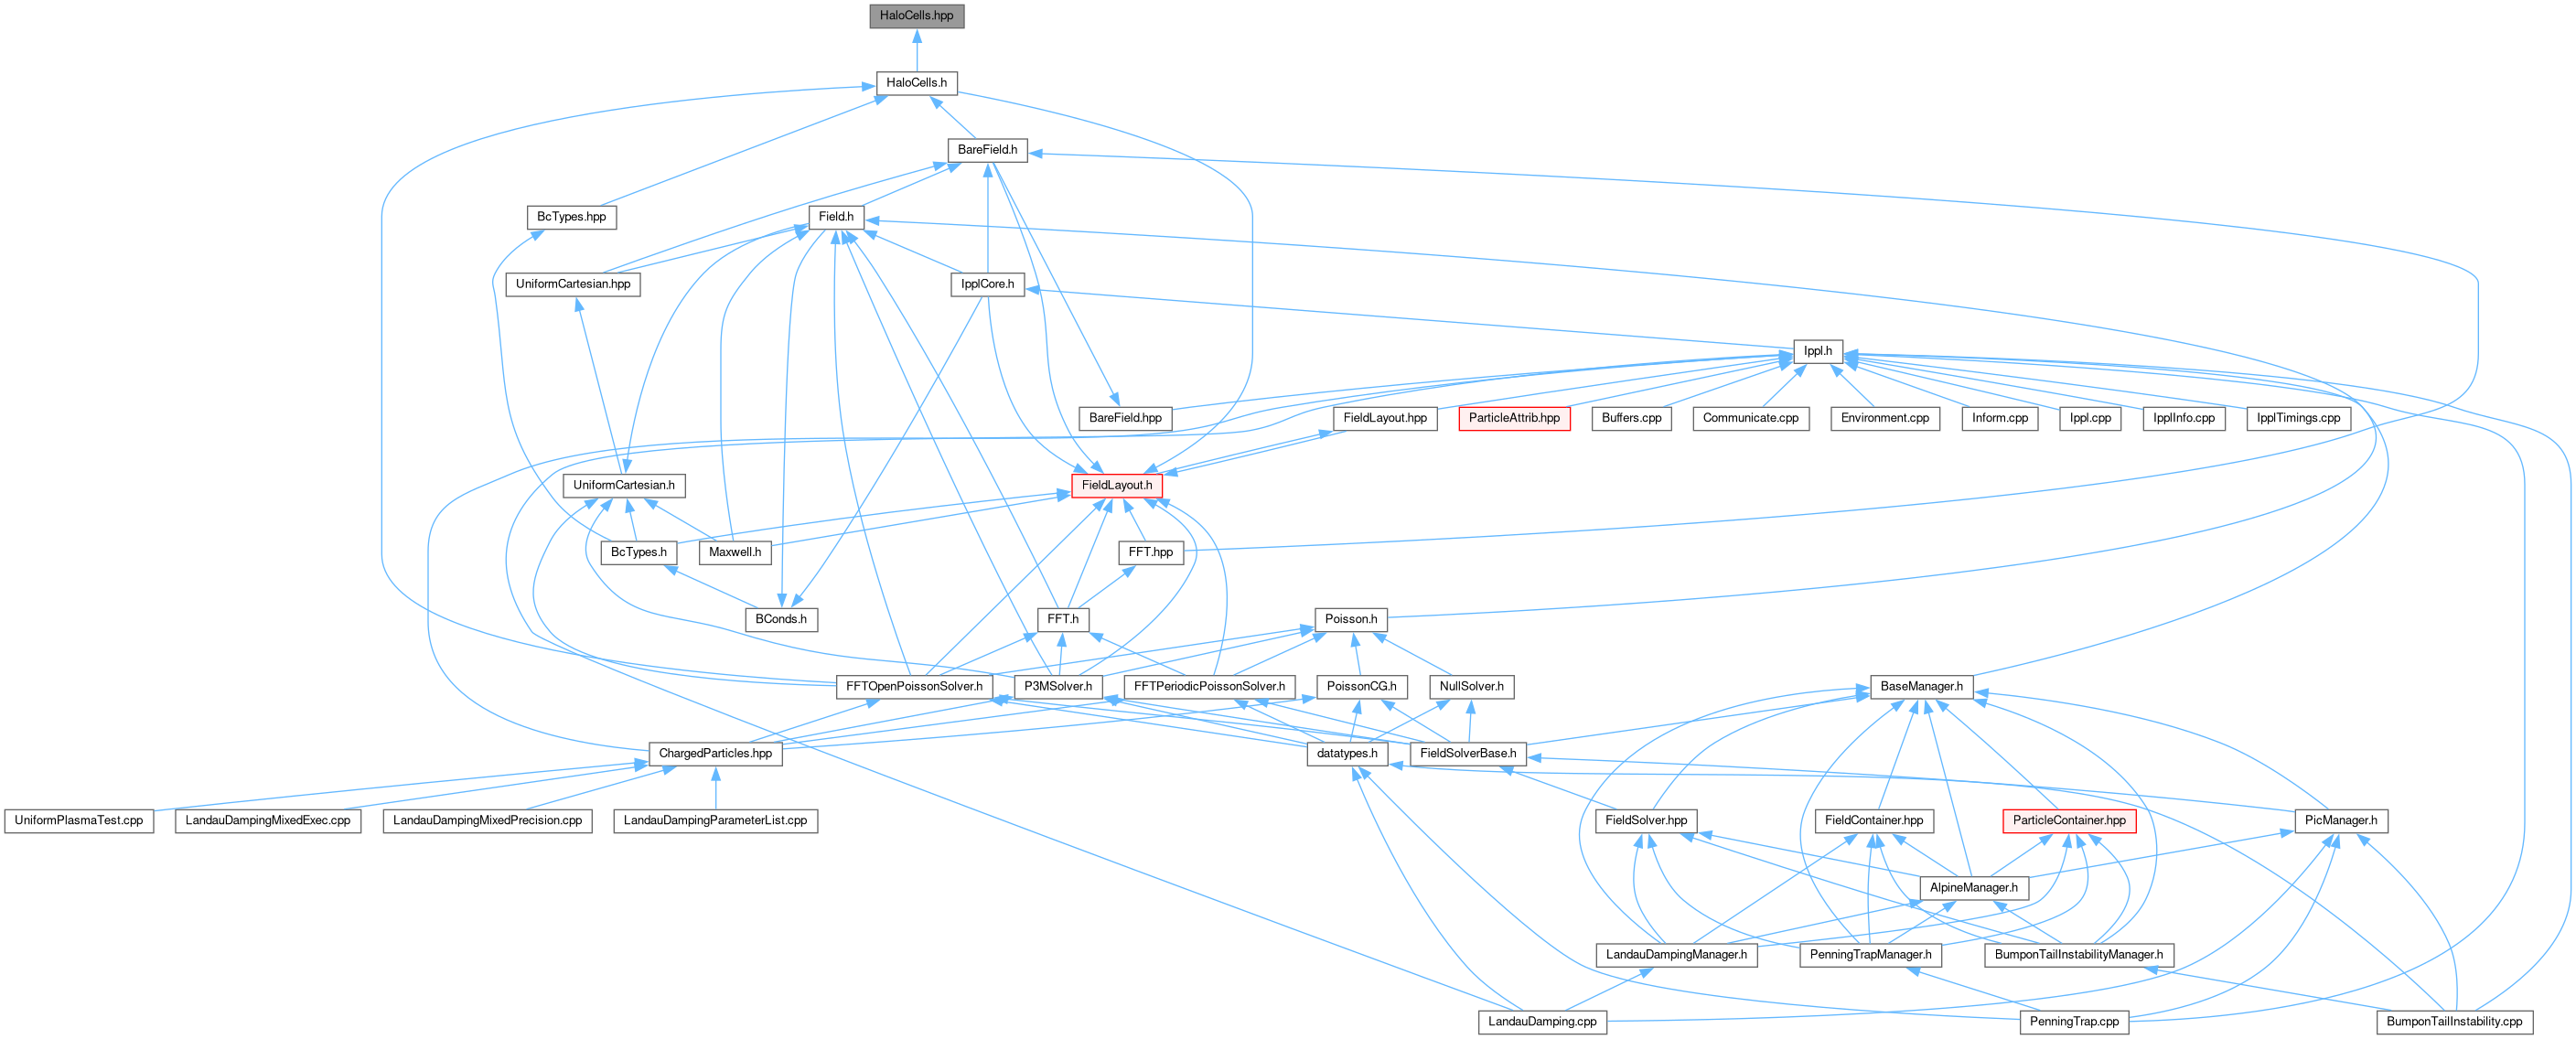 HaloCells.hpp
HaloCells.h
BareField.h
BcTypes.hpp
Field.h
UniformCartesian.hpp
IpplCore.h
Ippl.h
BareField.hpp
FieldLayout.hpp
ParticleAttrib.hpp
Buffers.cpp
Communicate.cpp
Environment.cpp
Inform.cpp
Ippl.cpp
IpplInfo.cpp
IpplTimings.cpp
UniformCartesian.h
FieldLayout.h
BcTypes.h
Maxwell.h
FFT.hpp
BConds.h
FFT.h
Poisson.h
FFTOpenPoissonSolver.h
P3MSolver.h
FFTPeriodicPoissonSolver.h
PoissonCG.h
NullSolver.h
BaseManager.h
ChargedParticles.hpp
datatypes.h
FieldSolverBase.h
UniformPlasmaTest.cpp
LandauDampingMixedExec.cpp
LandauDampingMixedPrecision.cpp
LandauDampingParameterList.cpp
FieldSolver.hpp
FieldContainer.hpp
ParticleContainer.hpp
PicManager.h
AlpineManager.h
LandauDampingManager.h
PenningTrapManager.h
BumponTailInstabilityManager.h
LandauDamping.cpp
PenningTrap.cpp
BumponTailInstability.cpp